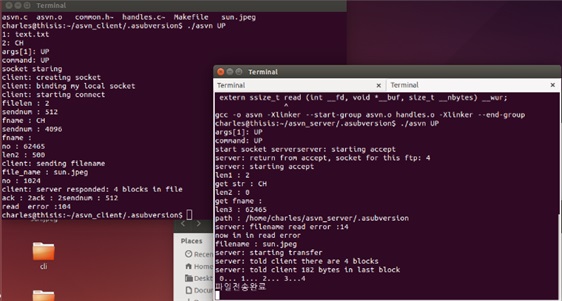 Terminal
asvn.c asvn.o common.h~ handles.c~ Makefile sun.jpeg
charles@thisis:~/asvn_client/.asubversion$ ./asvn UP
1: text.txt
2: CH
args[1]: UP
command: UP
socket staring
client: creating socket
client: binding my local socket
client: starting connect
filelen : 2
sendnum : 512
fname : CH
sendnum : 4096
fname :
no : 62465
len2 : 500
client: sending filename
file_name : sun.jpeg
no : 1024
client: server responded: 4 blocks in file
ack : 2ack : 2sendnum : 512
read error :104
charles@thisis:~/asvn_client/.asubversion$
cli
Places
Recen
Home
Deskt
Docum
Down
Terminal
Terminal
Terminal
extern ssize_t read (int __fd, void *__buf, size_t __nbytes) __wur;
^
gcc -o asvn -Xlinker --start-group asvn.o handles.o -Xlinker --end-group
charles@thisis:~/asvn_server/.asubversion$ ./asvn UP
args[1]: UP
command: UP
start socket serverserver: starting accept
server: return from accept, socket for this ftp: 4
server: starting accept
len1 : 2
get str : CH
len2 : 0
get fname :
len3 : 62465
path : /home/charles/asvn_server/.asubversion
server: filename read error :14
now in in read error
filename : sun.jpeg
server: starting transfer
server: told client there are 4 blocks
server: told client 182 bytes in last block
0... 1... 2... 3...4
파일전송완료